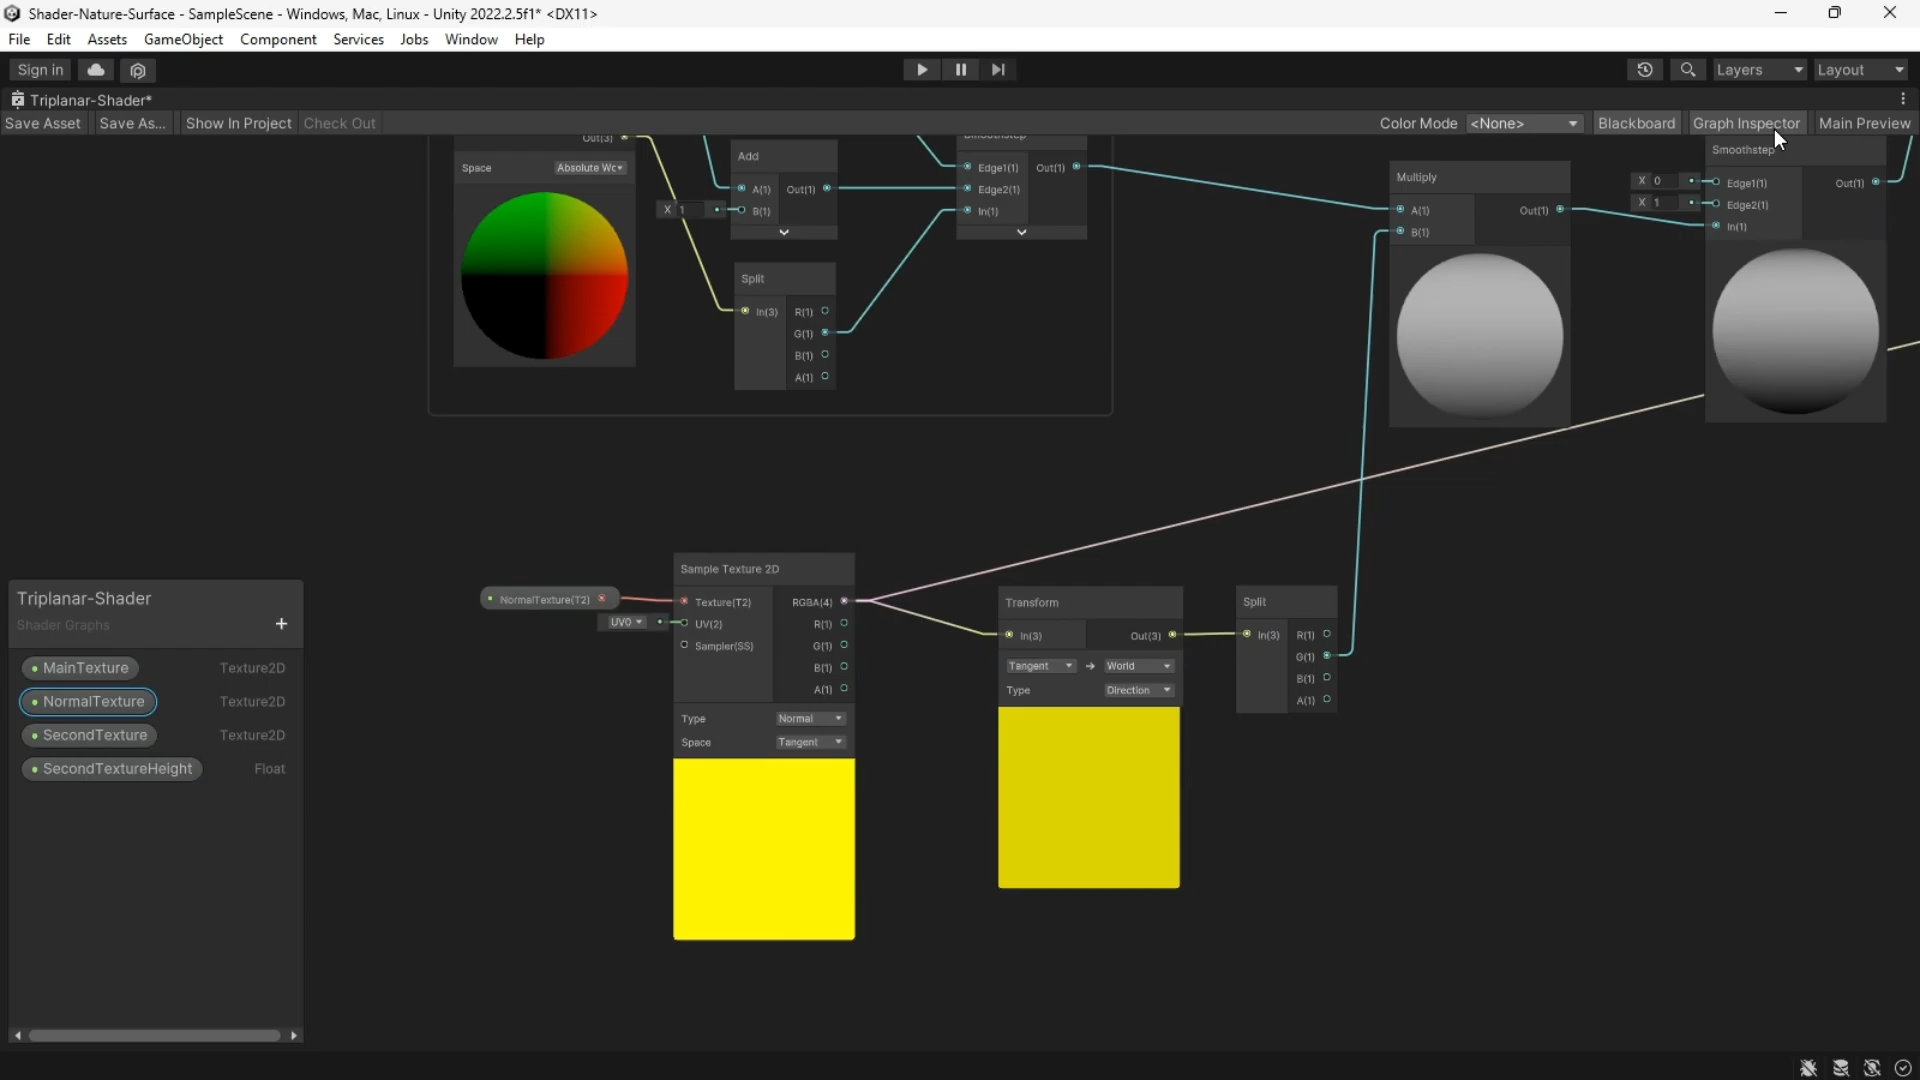 Shader-Nature-Surface - SampleScene - Windows, Mac, Linux - Unity 2022.2.5f1* <DX11>
File Edit Assets GameObject Component Services Jobs Window Help
Sign in Layers Layout
Triplanar-Shader*
Save Asset Save As... Show In Project Check Out Color Mode <None> Blackboard Graph Inspector Main Preview
Out(3)
Space Absolute Wo
Add
A(1) Out(1)
X 1 B(1)
Split
In(3) R(1)
G(1)
B(1)
A(1)
Smoothstep
Edge1(1) Out(1)
Edge2(1)
In(1)
Multiply
A(1) Out(1)
B(1)
Smoothstep
X 0 Edge1(1) Out(1)
X 1 Edge2(1)
In(1)
NormalTexture(T2)
UV0
Sample Texture 2D
Texture(T2) RGBA(4)
UV(2) R(1)
Sampler(SS) G(1)
B(1)
A(1)
Type Normal
Space Tangent
Transform
In(3) Out(3)
Tangent World
Type Direction
Split
In(3) R(1)
G(1)
B(1)
A(1)
Triplanar-Shader
Shader Graphs
MainTexture Texture2D
NormalTexture Texture2D
SecondTexture Texture2D
SecondTextureHeight Float